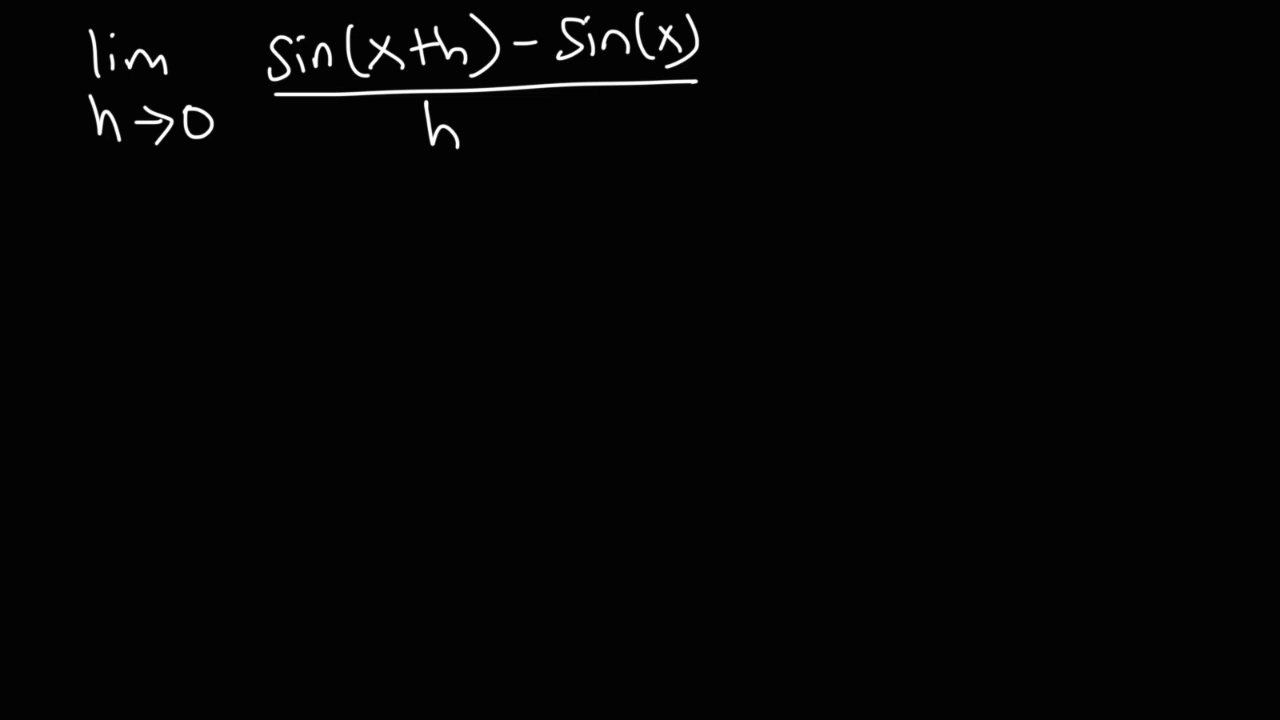 lim sin(x+h) - sin(x)
h→0 h